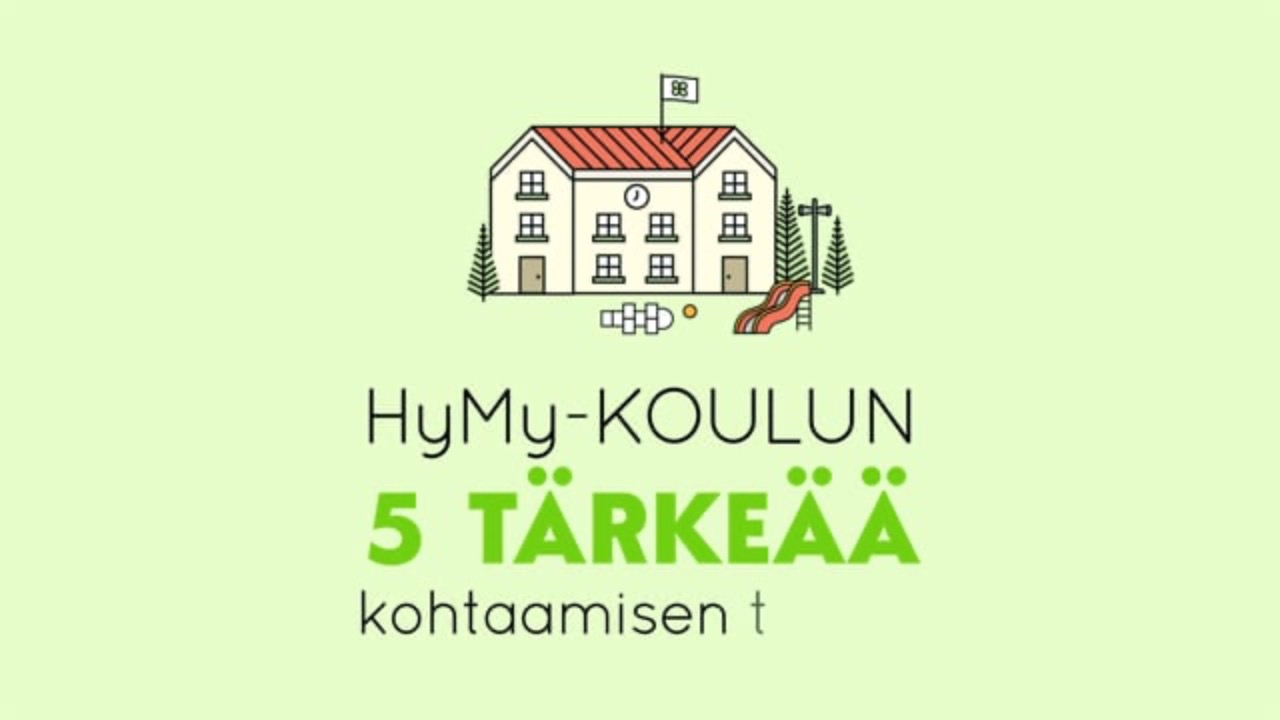 HyMy-KOULUN
5 TÄRKEÄÄ
kohtaamisen t